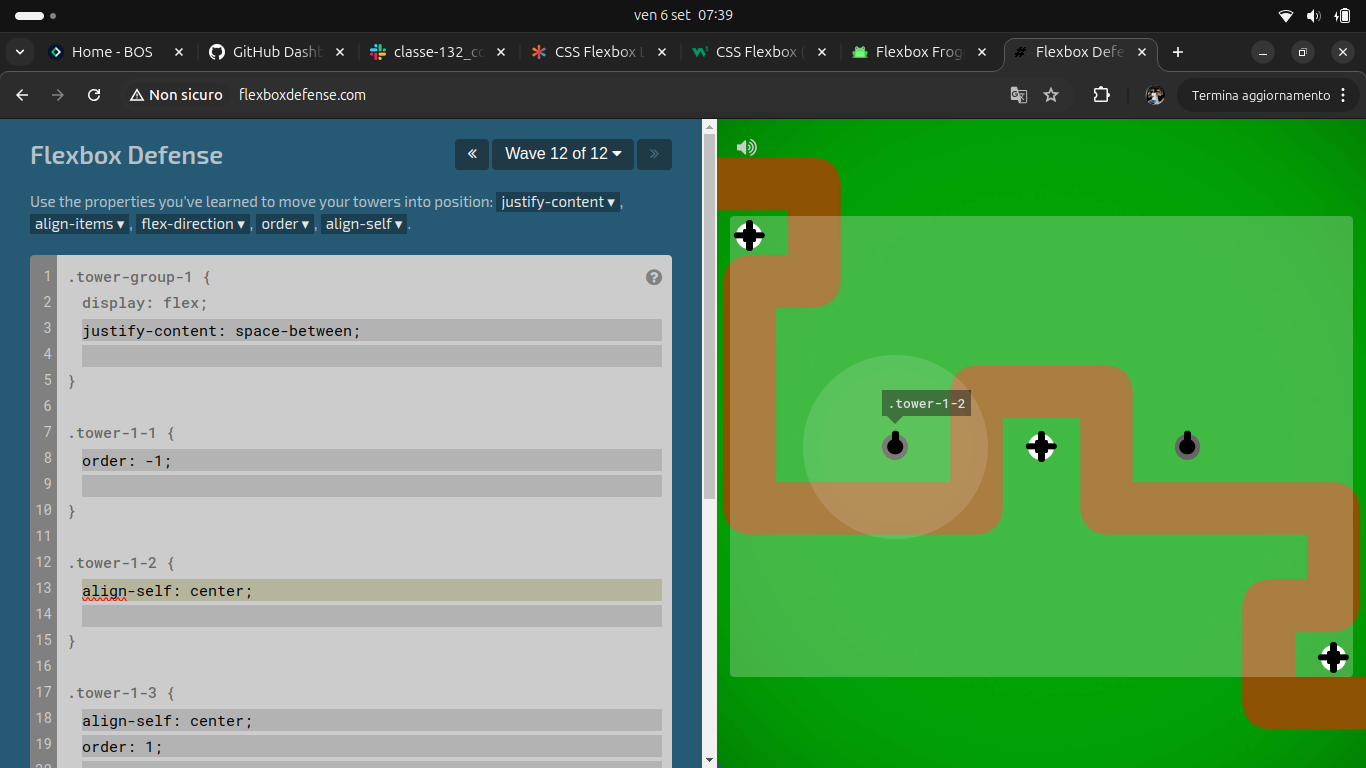 ven 6 set 07:39
Home - BOS
GitHub Dashb
classe-132_co
CSS Flexbox L
CSS Flexbox (
Flexbox Frog
Flexbox Defe
Non sicuro
flexboxdefense.com
Termina aggiornamento
Flexbox Defense
«
Wave 12 of 12 ▾
»
Use the properties you've learned to move your towers into position: justify-content ▾ ,
align-items ▾ , flex-direction ▾ , order ▾ , align-self ▾ .
1 .tower-group-1 {
2 display: flex;
3 justify-content: space-between;
4
5 }
6
7 .tower-1-1 {
8 order: -1;
9
10 }
11
12 .tower-1-2 {
13 align-self: center;
14
15 }
16
17 .tower-1-3 {
18 align-self: center;
19 order: 1;
?
.tower-1-2